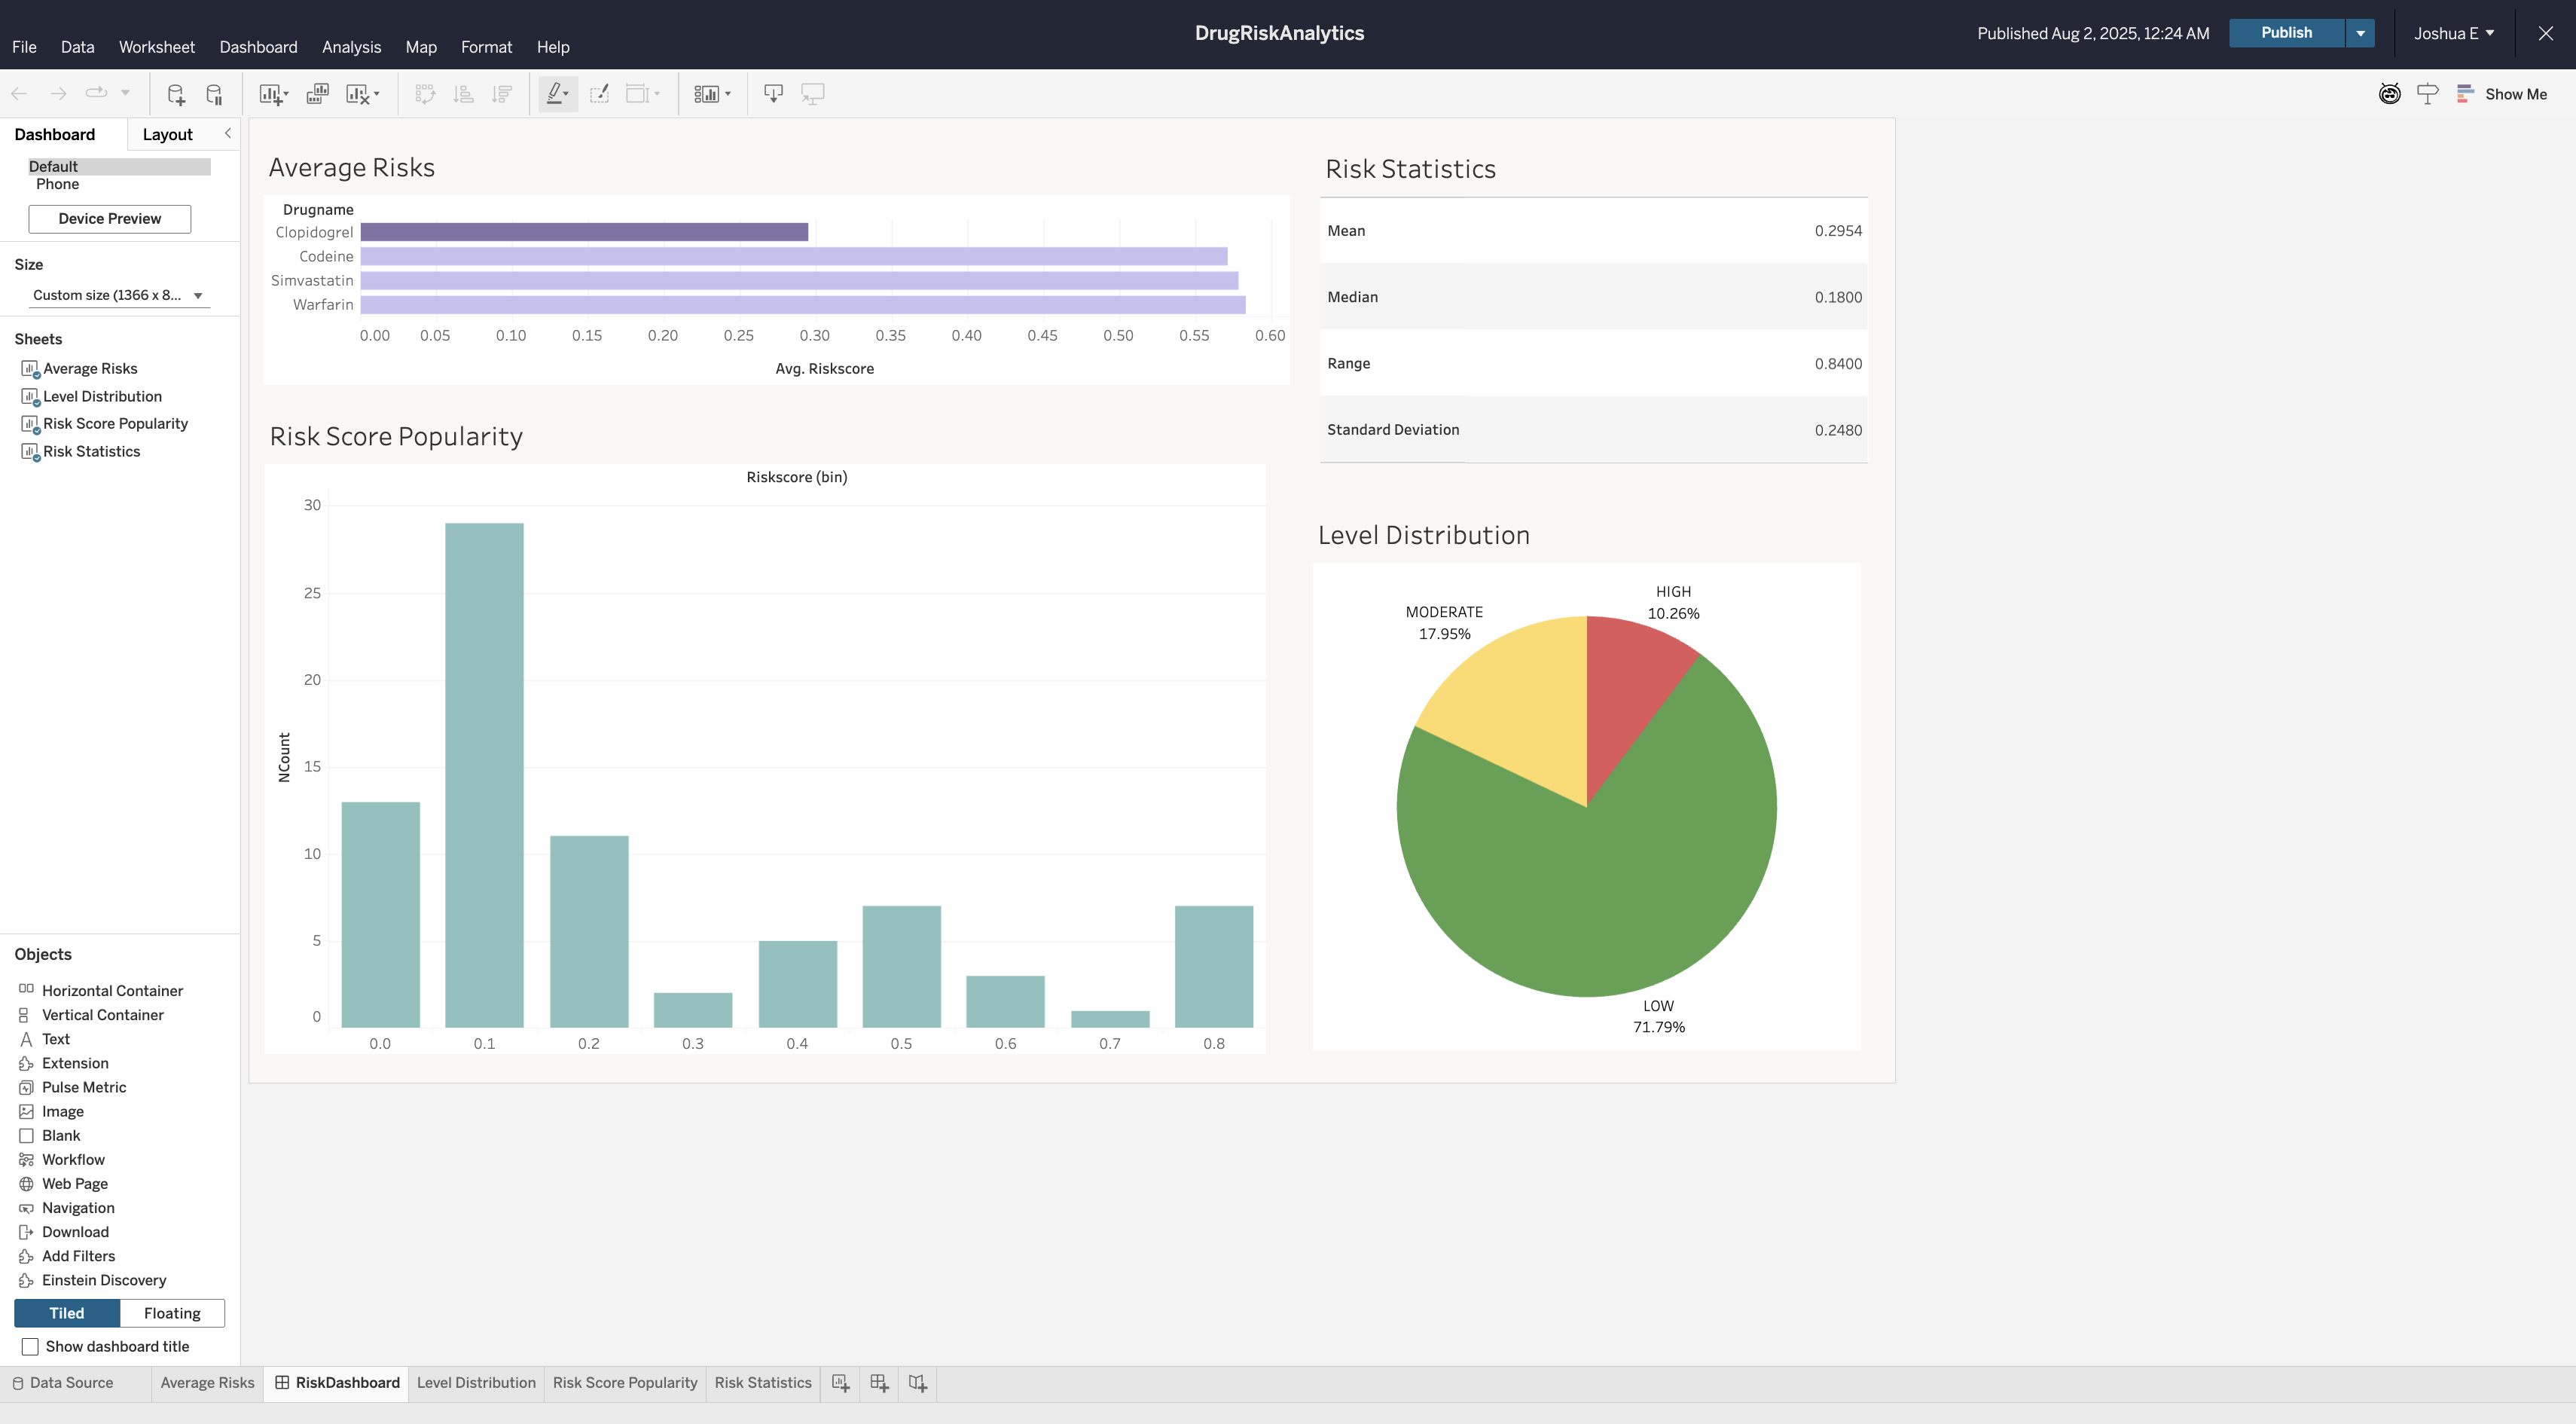 DrugRiskAnalytics
Published Aug 2, 2025, 12:24 AM
Publish
Joshua E
File Data Worksheet Dashboard Analysis Map Format Help
Show Me
Dashboard Layout
Default
Phone
Device Preview
Size
Custom size (1366 x 8...
Sheets
Average Risks
Level Distribution
Risk Score Popularity
Risk Statistics
Objects
Horizontal Container
Vertical Container
Text
Extension
Pulse Metric
Image
Blank
Workflow
Web Page
Navigation
Download
Add Filters
Einstein Discovery
Tiled Floating
Show dashboard title
Average Risks
Drugname
Clopidogrel
Codeine
Simvastatin
Warfarin
0.00 0.05 0.10 0.15 0.20 0.25 0.30 0.35 0.40 0.45 0.50 0.55 0.60
Avg. Riskscore
Risk Statistics
Mean 0.2954
Median 0.1800
Range 0.8400
Standard Deviation 0.2480
Risk Score Popularity
Riskscore (bin)
30
25
20
15
10
5
0
NCount
0.0 0.1 0.2 0.3 0.4 0.5 0.6 0.7 0.8
Level Distribution
HIGH
10.26%
MODERATE
17.95%
LOW
71.79%
Data Source Average Risks RiskDashboard Level Distribution Risk Score Popularity Risk Statistics